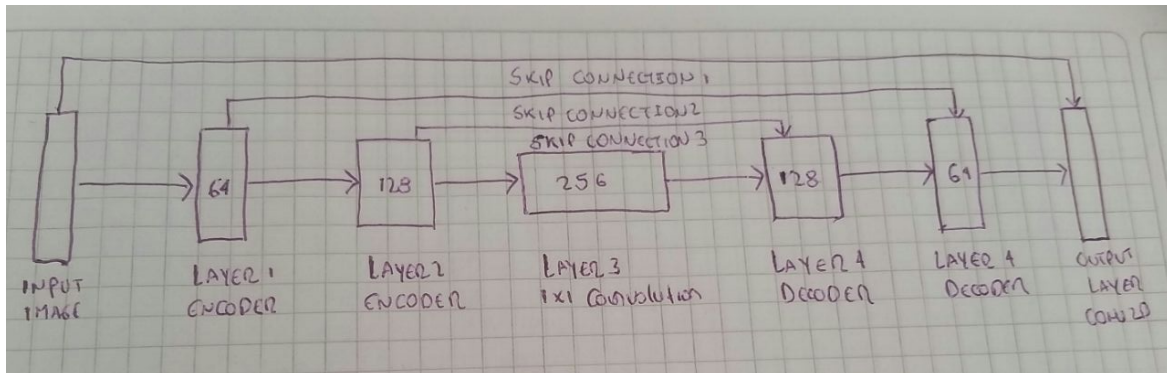 SKIP CONNECTION 1
SKIP CONNECTION 2
SKIP CONNECTION 3
64
128
256
128
64
INPUT
IMAGE
LAYER 1
ENCODER
LAYER 2
ENCODER
LAYER 3
1X1 Convolution
LAYER 4
DECODER
LAYER 4
DECODER
OUTPUT
LAYER
CONV2D